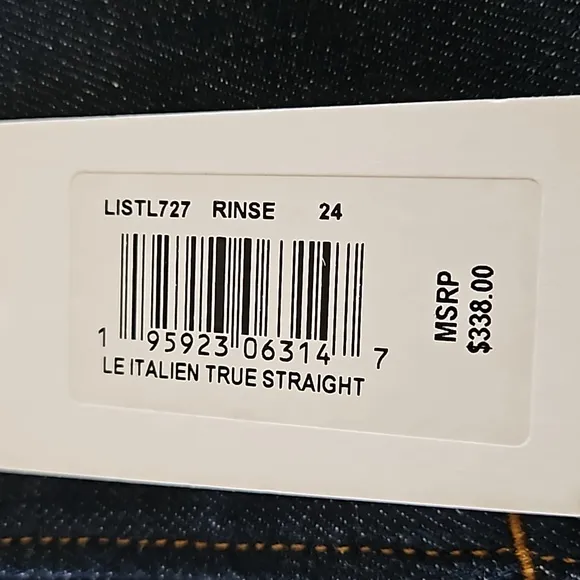 LISTL727 RINSE 24
1 95923 06314 7
LE ITALIEN TRUE STRAIGHT
MSRP
$338.00